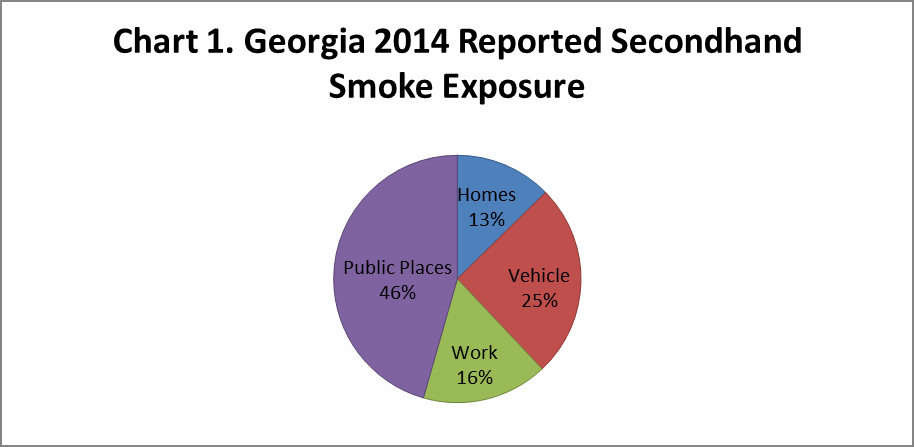 Chart 1. Georgia 2014 Reported Secondhand
Smoke Exposure
Homes
13%
Vehicle
25%
Work
16%
Public Places
46%